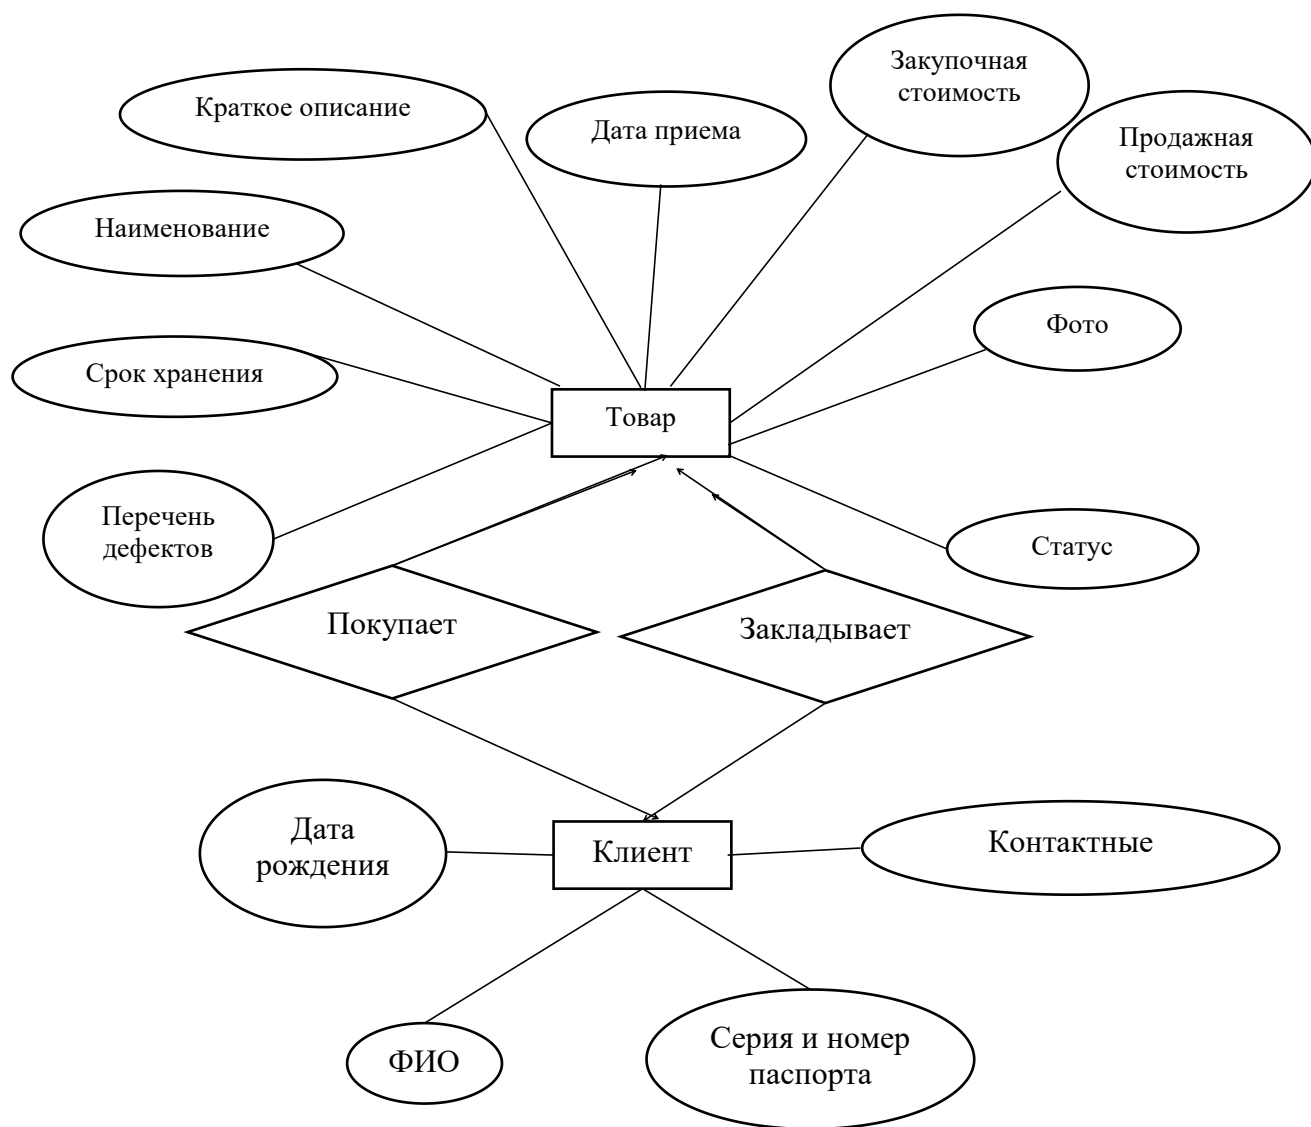 Закупочная
стоимость
Краткое описание
Дата приема
Продажная
стоимость
Наименование
Фото
Срок хранения
Товар
Перечень
дефектов
Статус
Покупает
Закладывает
Дата
рождения
Клиент
Контактные
ФИО
Серия и номер
паспорта